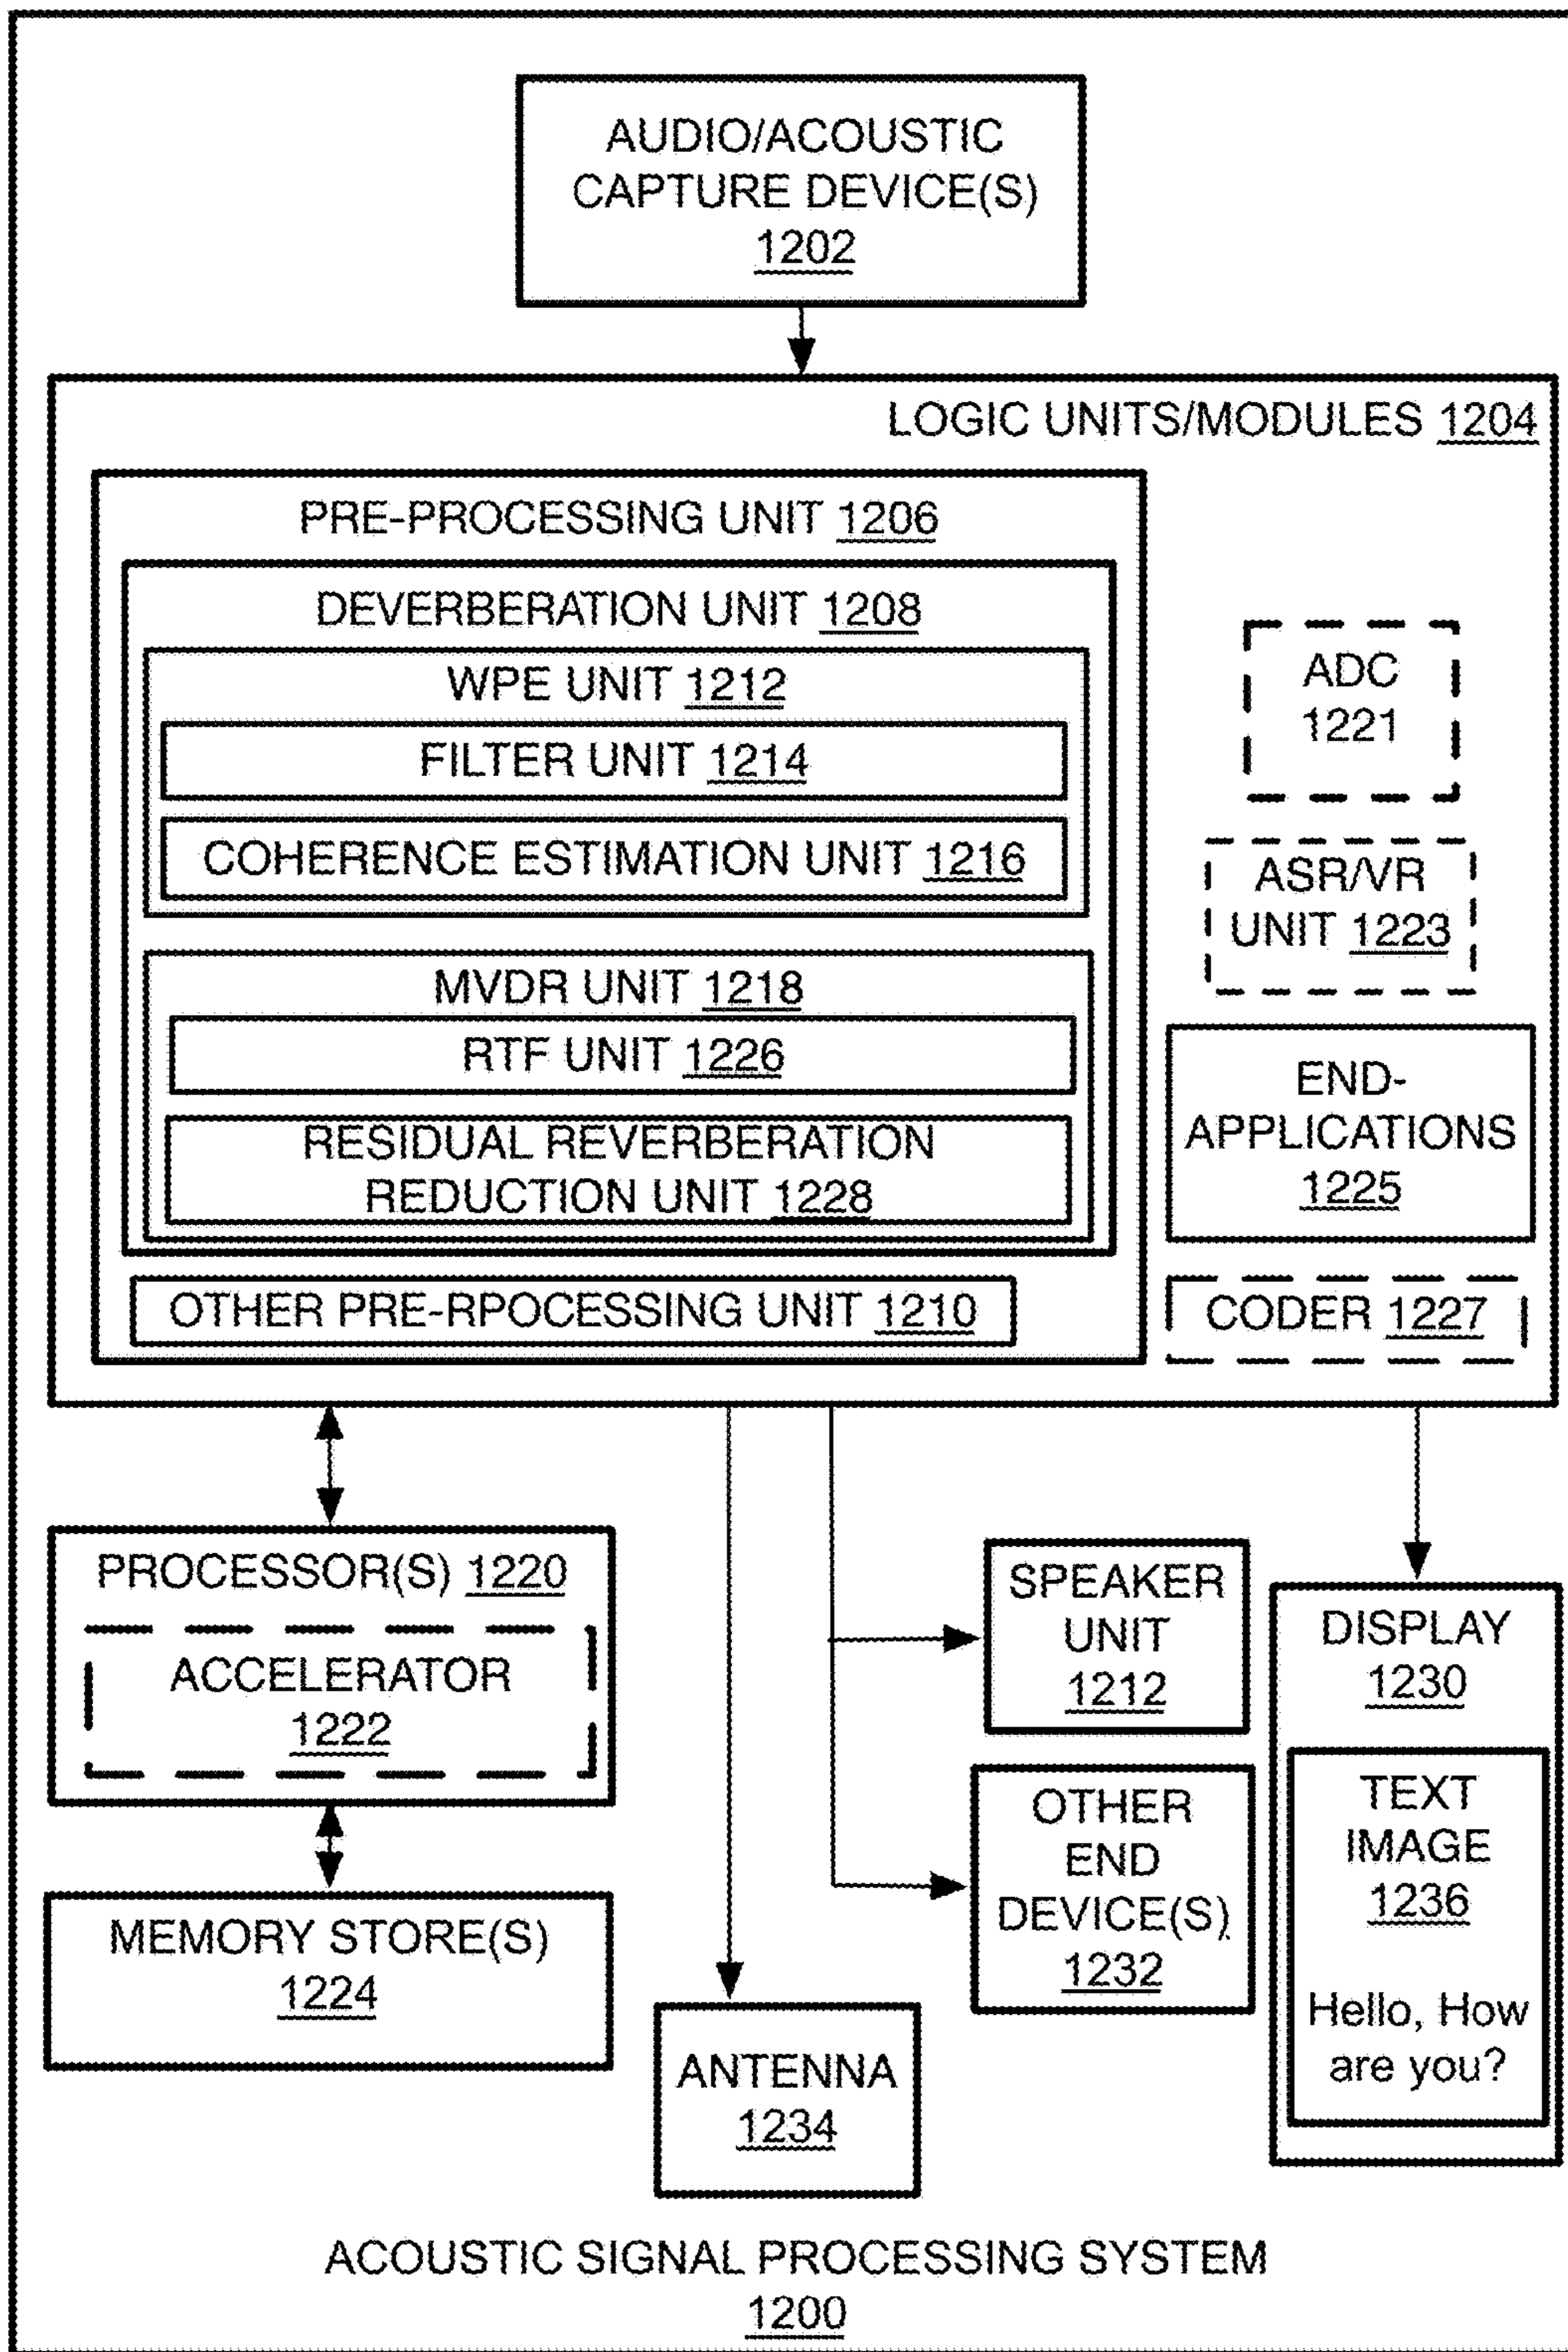 AUDIO/ACOUSTIC
CAPTURE DEVICE(S)
1202
LOGIC UNITS/MODULES 1204
PRE-PROCESSING UNIT 1206
DEVERBERATION UNIT 1208
WPE UNIT 1212
FILTER UNIT 1214
COHERENCE ESTIMATION UNIT 1216
MVDR UNIT 1218
RTF UNIT 1226
RESIDUAL REVERBERATION
REDUCTION UNIT 1228
OTHER PRE-RPOCESSING UNIT 1210
ADC
1221
ASR/VR
UNIT 1223
END-
APPLICATIONS
1225
CODER 1227
PROCESSOR(S) 1220
ACCELERATOR
1222
MEMORY STORE(S)
1224
ANTENNA
1234
SPEAKER
UNIT
1212
OTHER
END
DEVICE(S)
1232
DISPLAY
1230
TEXT
IMAGE
1236
Hello, How
are you?
ACOUSTIC SIGNAL PROCESSING SYSTEM
1200